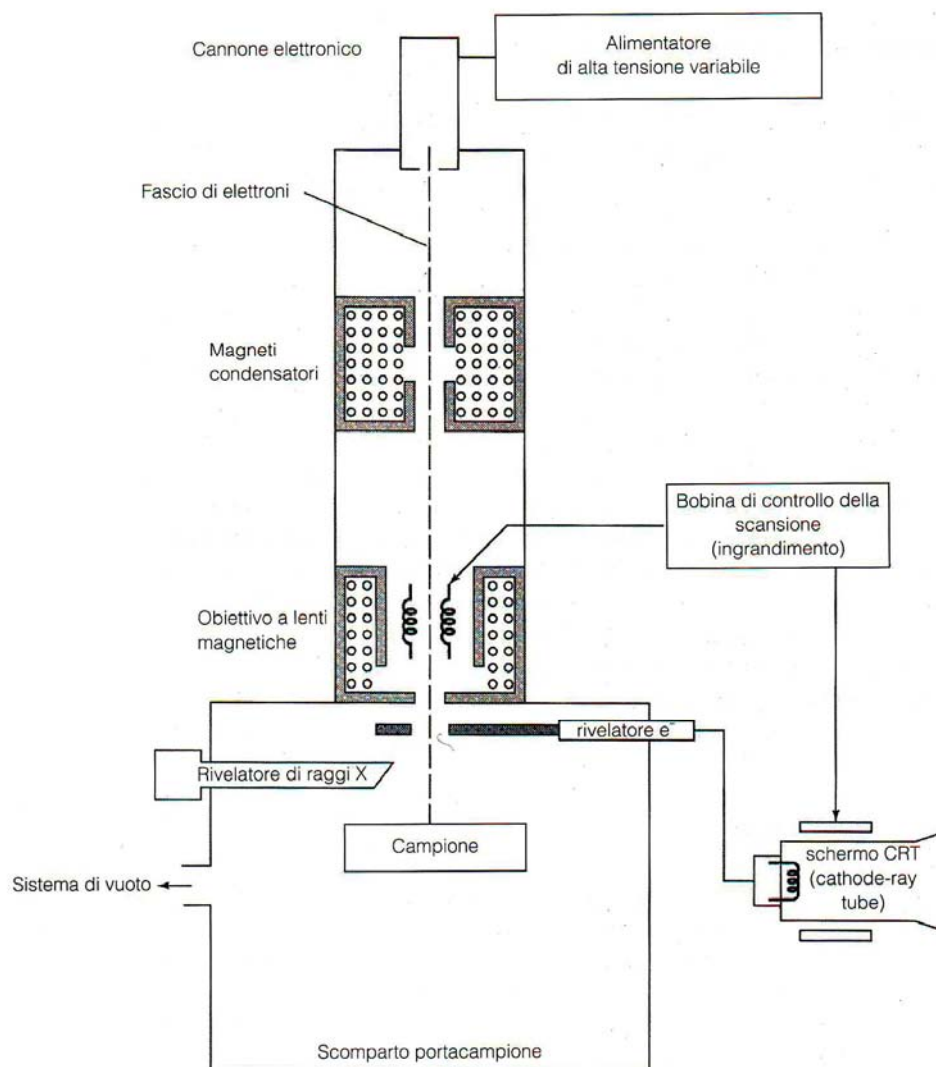 Cannone elettronico
Alimentatore
di alta tensione variabile
Fascio di elettroni
Magneti
condensatori
Bobina di controllo della
scansione
(ingrandimento)
Obiettivo a lenti
magnetiche
rivelatore e⁻
Rivelatore di raggi X
Campione
schermo CRT
(cathode-ray
tube)
Sistema di vuoto
Scomparto portacampione